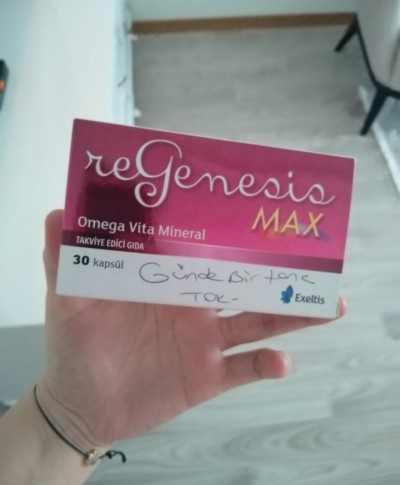 reGenesis
MAX
Omega Vita Mineral
TAKVİYE EDİCİ GIDA
30 kapsül
Günde Bir tane
TOK-
Exeltis